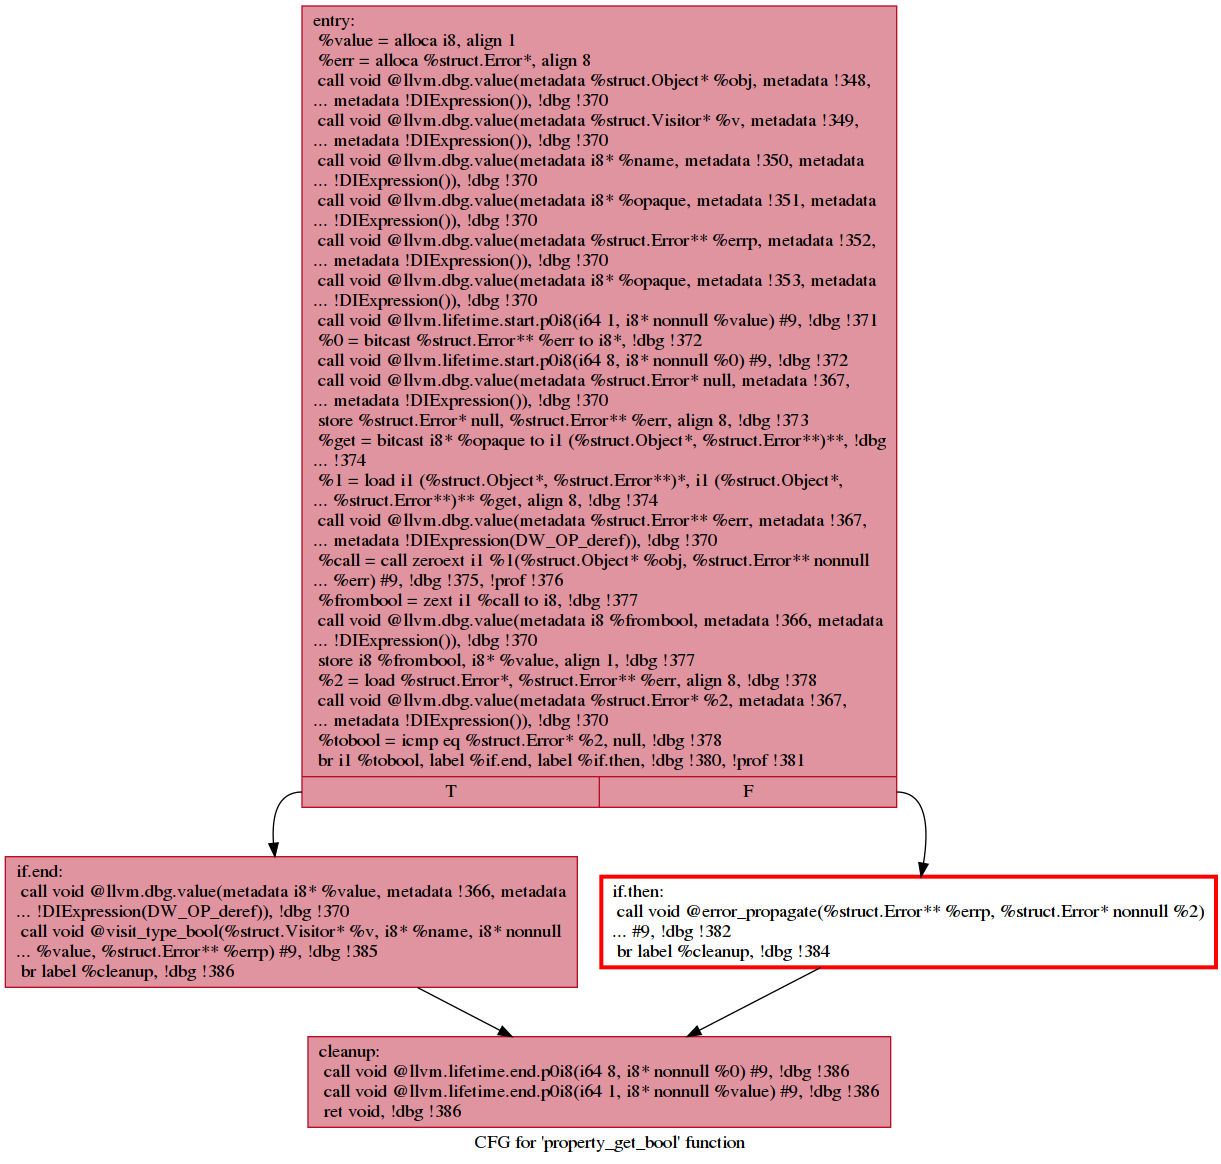 entry:
%value = alloca i8, align 1
%err = alloca %struct.Error*, align 8
call void @llvm.dbg.value(metadata %struct.Object* %obj, metadata !348,
... metadata !DIExpression()), !dbg !370
call void @llvm.dbg.value(metadata %struct.Visitor* %v, metadata !349,
... metadata !DIExpression()), !dbg !370
call void @llvm.dbg.value(metadata i8* %name, metadata !350, metadata
... !DIExpression()), !dbg !370
call void @llvm.dbg.value(metadata i8* %opaque, metadata !351, metadata
... !DIExpression()), !dbg !370
call void @llvm.dbg.value(metadata %struct.Error** %errp, metadata !352,
... metadata !DIExpression()), !dbg !370
call void @llvm.dbg.value(metadata i8* %opaque, metadata !353, metadata
... !DIExpression()), !dbg !370
call void @llvm.lifetime.start.p0i8(i64 1, i8* nonnull %value) #9, !dbg !371
%0 = bitcast %struct.Error** %err to i8*, !dbg !372
call void @llvm.lifetime.start.p0i8(i64 8, i8* nonnull %0) #9, !dbg !372
call void @llvm.dbg.value(metadata %struct.Error* null, metadata !367,
... metadata !DIExpression()), !dbg !370
store %struct.Error* null, %struct.Error** %err, align 8, !dbg !373
%get = bitcast i8* %opaque to i1 (%struct.Object*, %struct.Error**)**, !dbg
... !374
%1 = load i1 (%struct.Object*, %struct.Error**)*, i1 (%struct.Object*,
... %struct.Error**)** %get, align 8, !dbg !374
call void @llvm.dbg.value(metadata %struct.Error** %err, metadata !367,
... metadata !DIExpression(DW_OP_deref)), !dbg !370
%call = call zeroext i1 %1(%struct.Object* %obj, %struct.Error** nonnull
... %err) #9, !dbg !375, !prof !376
%frombool = zext i1 %call to i8, !dbg !377
call void @llvm.dbg.value(metadata i8 %frombool, metadata !366, metadata
... !DIExpression()), !dbg !370
store i8 %frombool, i8* %value, align 1, !dbg !377
%2 = load %struct.Error*, %struct.Error** %err, align 8, !dbg !378
call void @llvm.dbg.value(metadata %struct.Error* %2, metadata !367,
... metadata !DIExpression()), !dbg !370
%tobool = icmp eq %struct.Error* %2, null, !dbg !378
br i1 %tobool, label %if.end, label %if.then, !dbg !380, !prof !381
T
F
if.end:
call void @llvm.dbg.value(metadata i8* %value, metadata !366, metadata
... !DIExpression(DW_OP_deref)), !dbg !370
call void @visit_type_bool(%struct.Visitor* %v, i8* %name, i8* nonnull
... %value, %struct.Error** %errp) #9, !dbg !385
br label %cleanup, !dbg !386
if.then:
call void @error_propagate(%struct.Error** %errp, %struct.Error* nonnull %2)
... #9, !dbg !382
br label %cleanup, !dbg !384
cleanup:
call void @llvm.lifetime.end.p0i8(i64 8, i8* nonnull %0) #9, !dbg !386
call void @llvm.lifetime.end.p0i8(i64 1, i8* nonnull %value) #9, !dbg !386
ret void, !dbg !386
CFG for 'property_get_bool' function